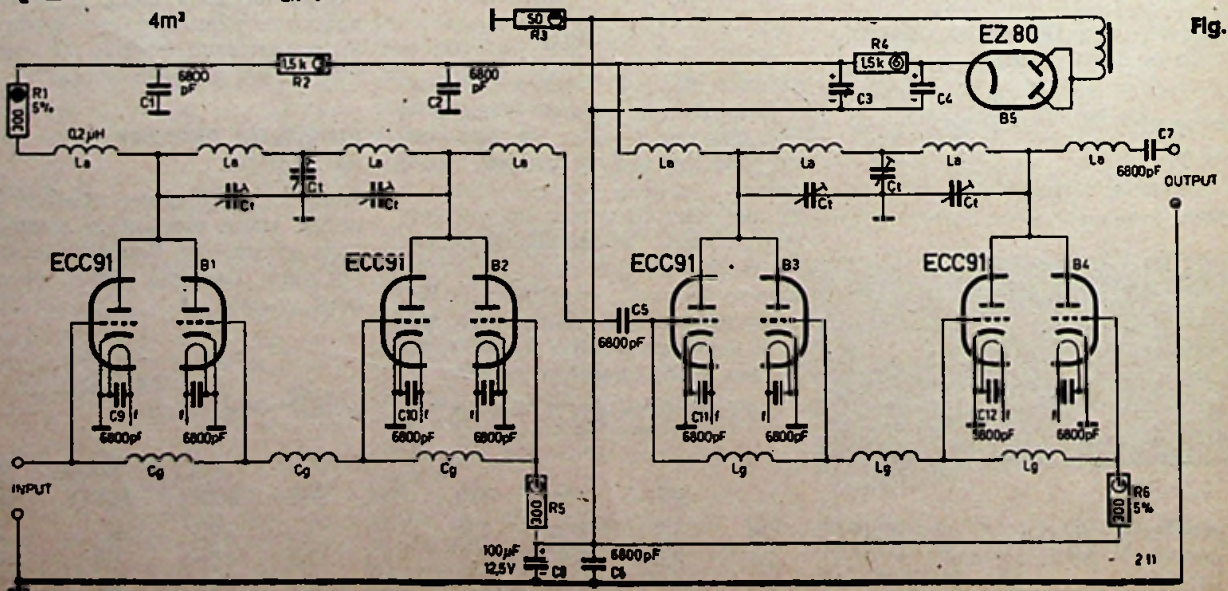 4m³
50
R3
EZ 80
Fig.
6800
pF
C1
1,5k
R2
6800
pF
C2
R4
1,5k
C3
C4
B5
R1
5%
300
0,2µH
La
La
La
La
La
La
La
La
C7
6800pF
OUTPUT
Ct
Ct
Ct
Ct
Ct
Ct
ECC91
B1
ECC91
B2
ECC91
B3
ECC91
B4
C5
6800pF
C9
f
f
C10
f
f
C11
f
f
C12
f
f
6800pF
6800pF
6800pF
6800pF
6800pF
6800pF
6800pF
6800pF
Cg
Cg
Cg
Lg
Lg
Lg
INPUT
300
R5
300
R6
5%
100µF
12,5V
C8
6800pF
C6
211